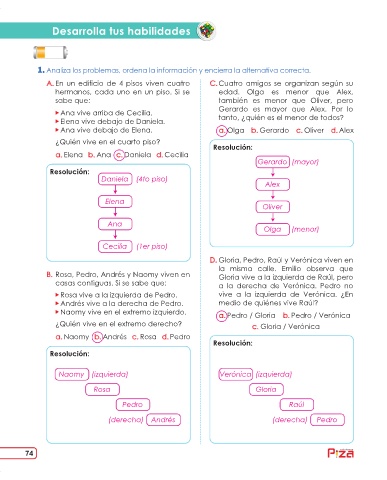 Desarrolla tus habilidades
1. Analiza los problemas, ordena la información y encierra la alternativa correcta.
A. En un edificio de 4 pisos viven cuatro
hermanos, cada uno en un piso. Si se
sabe que:
Ana vive arriba de Cecilia.
Elena vive debajo de Daniela.
Ana vive debajo de Elena.
¿Quién vive en el cuarto piso?
a. Elena b. Ana c. Daniela d. Cecilia
Resolución:
Daniela (4to piso)
Elena
Ana
Cecilia (1er piso)
B. Rosa, Pedro, Andrés y Naomy viven en
casas contiguas. Si se sabe que:
Rosa vive a la izquierda de Pedro.
Andrés vive a la derecha de Pedro.
Naomy vive en el extremo izquierdo.
¿Quién vive en el extremo derecho?
a. Naomy b. Andrés c. Rosa d. Pedro
Resolución:
Naomy (izquierda)
Rosa
Pedro
(derecha) Andrés
C. Cuatro amigos se organizan según su
edad. Olga es menor que Alex,
también es menor que Oliver, pero
Gerardo es mayor que Alex. Por lo
tanto, ¿quién es el menor de todos?
a. Olga b. Gerardo c. Oliver d. Alex
Resolución:
Gerardo (mayor)
Alex
Oliver
Olga (menor)
D. Gloria, Pedro, Raúl y Verónica viven en
la misma calle. Emilio observa que
Gloria vive a la izquierda de Raúl, pero
a la derecha de Verónica. Pedro no
vive a la izquierda de Verónica. ¿En
medio de quiénes vive Raúl?
a. Pedro / Gloria b. Pedro / Verónica
c. Gloria / Verónica
Resolución:
Verónica (izquierda)
Gloria
Raúl
(derecha) Pedro
74